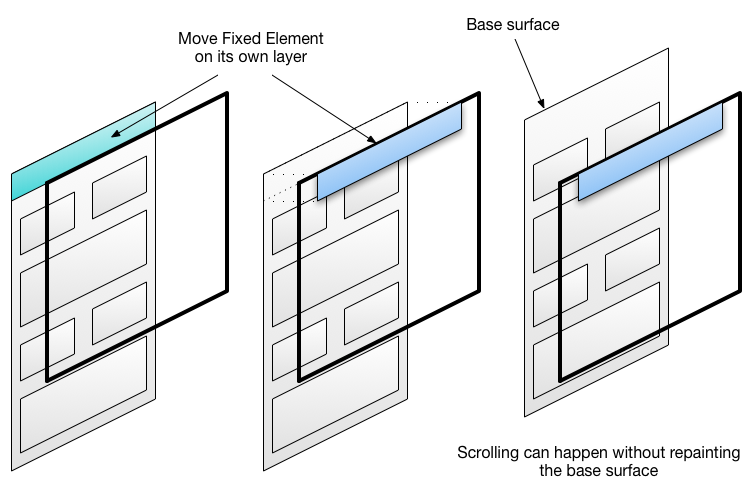 Move Fixed Element
on its own layer
Base surface
Scrolling can happen without repainting
the base surface